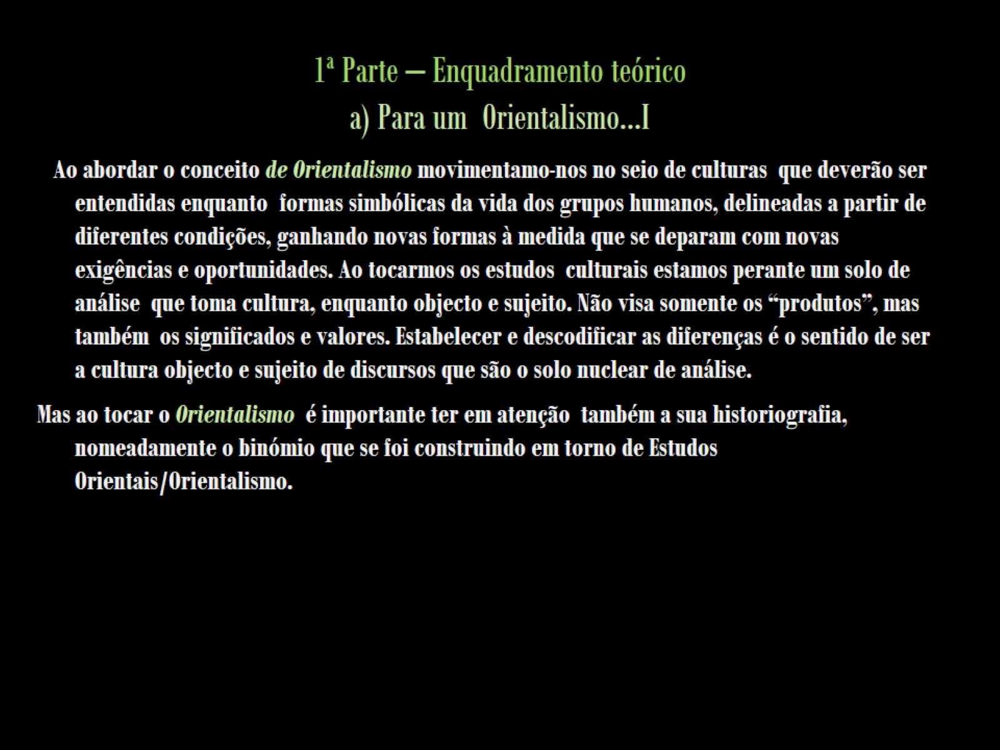 1ª Parte – Enquadramento teórico
a) Para um  Orientalismo...I
Ao abordar o conceito de Orientalismo movimentamo-nos no seio de culturas  que deverão ser
entendidas enquanto  formas simbólicas da vida dos grupos humanos, delineadas a partir de
diferentes condições, ganhando novas formas à medida que se deparam com novas
exigências e oportunidades. Ao tocarmos os estudos  culturais estamos perante um solo de
análise  que toma cultura, enquanto objecto e sujeito. Não visa somente os “produtos”, mas
também  os significados e valores. Estabelecer e descodificar as diferenças é o sentido de ser
a cultura objecto e sujeito de discursos que são o solo nuclear de análise.
Mas ao tocar o Orientalismo  é importante ter em atenção  também a sua historiografia,
nomeadamente o binómio que se foi construindo em torno de Estudos
Orientais/Orientalismo.